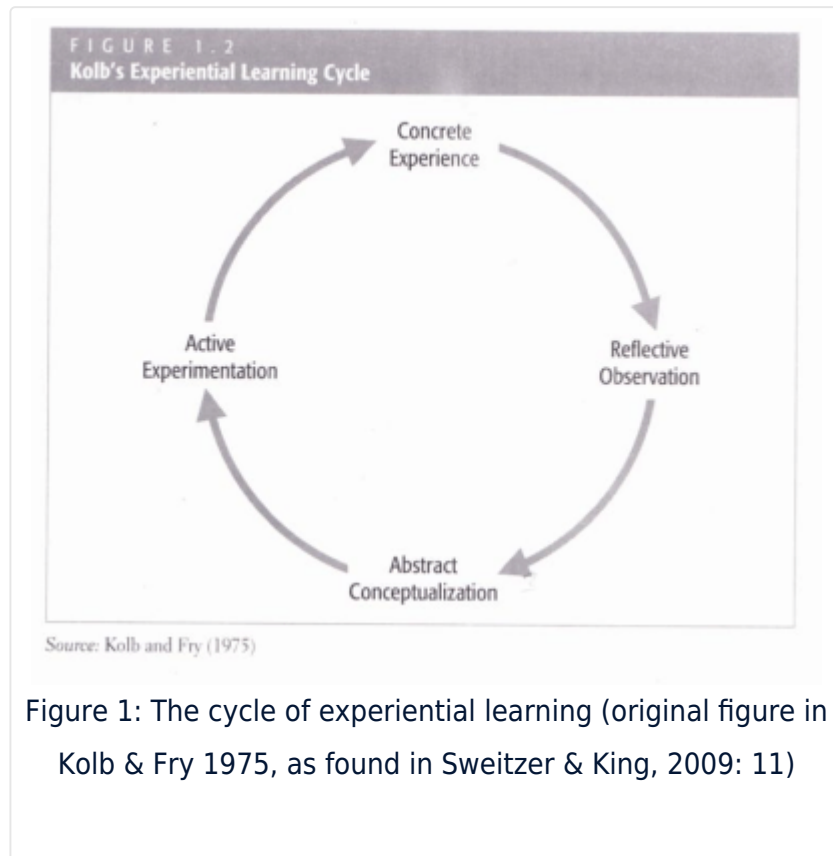 FIGURE 1.2
Kolb's Experiential Learning Cycle
Concrete
Experience
Active
Experimentation
Reflective
Observation
Abstract
Conceptualization
Source: Kolb and Fry (1975)
Figure 1: The cycle of experiential learning (original figure in
Kolb & Fry 1975, as found in Sweitzer & King, 2009: 11)